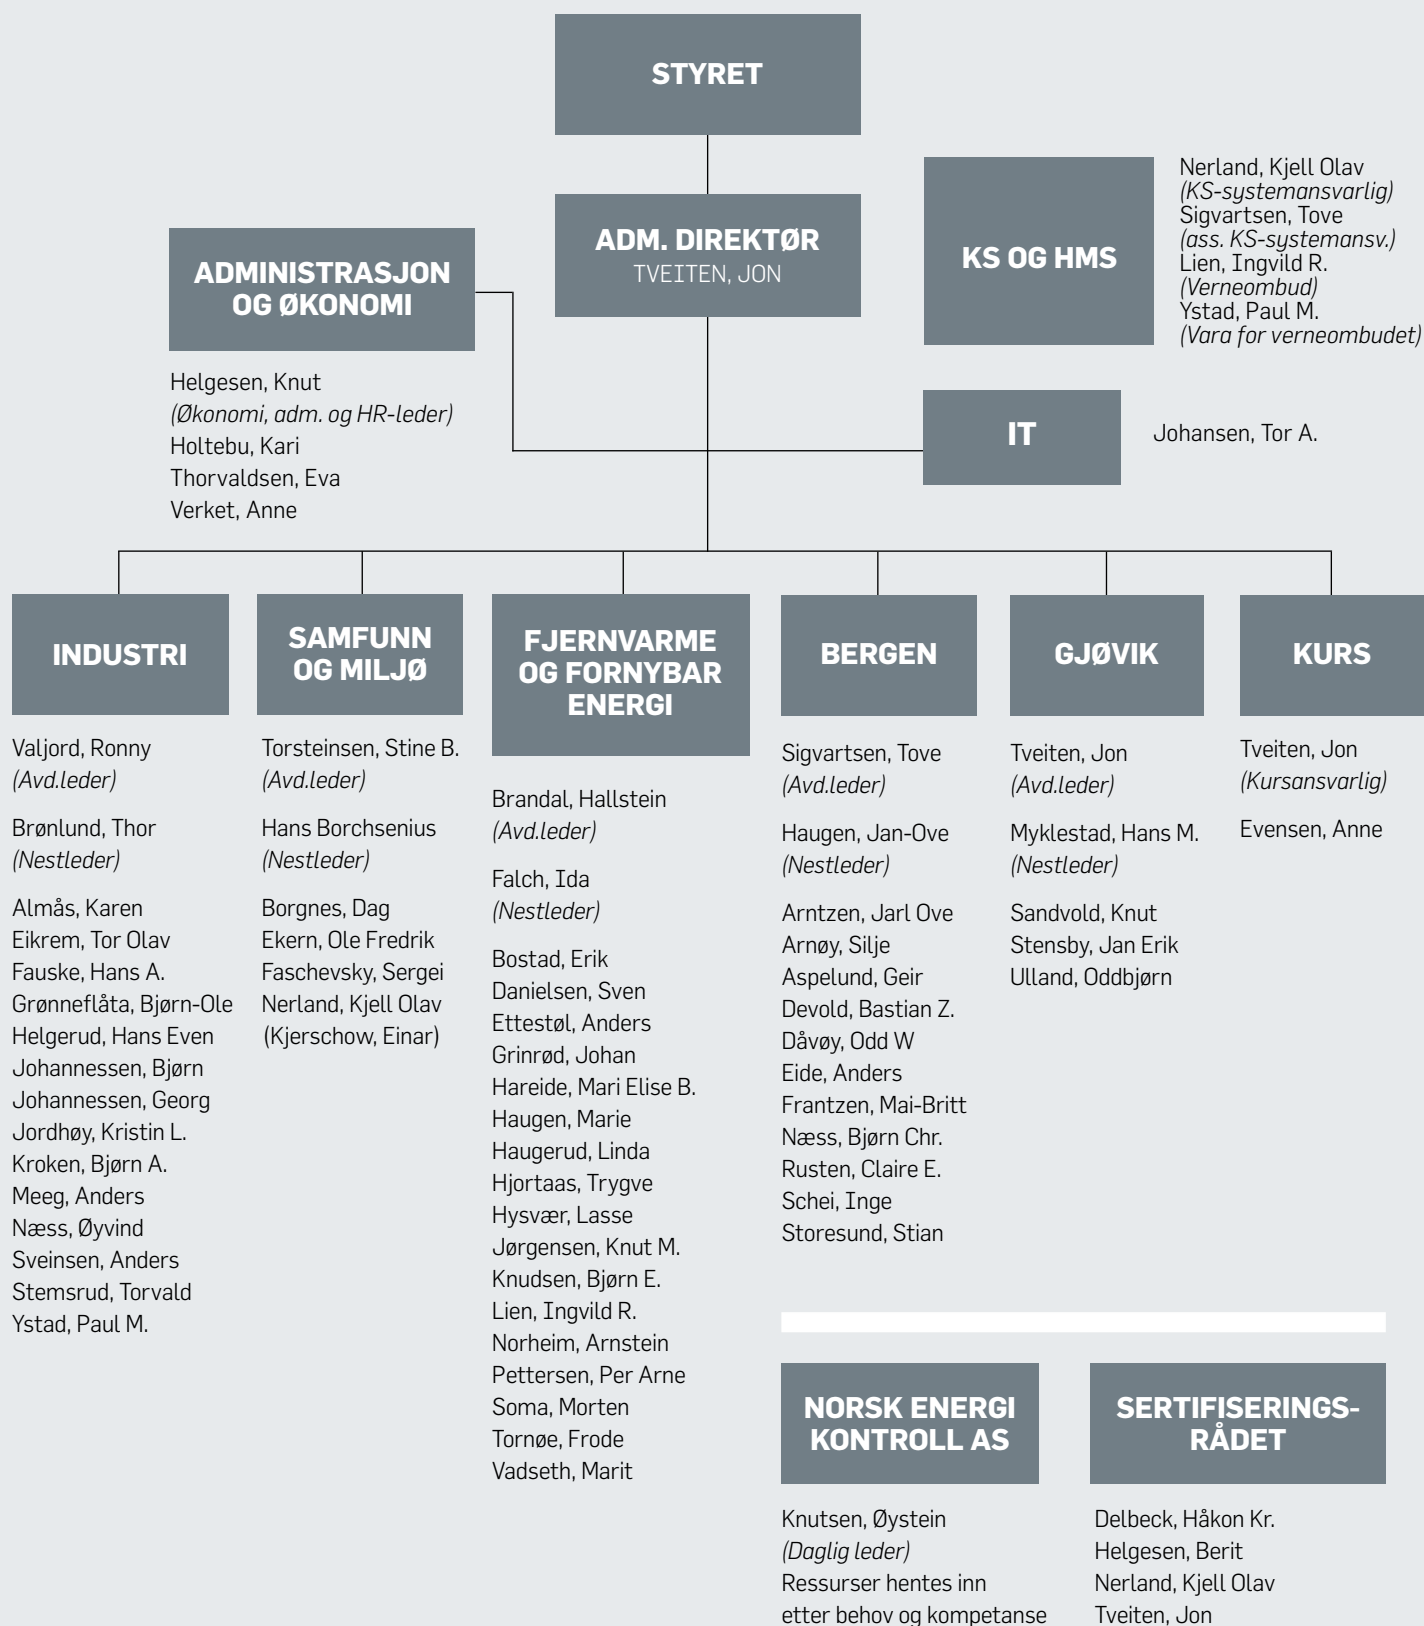 STYRET
ADM. DIREKTØR
TVEITEN, JON
ADMINISTRASJON
OG ØKONOMI
Helgesen, Knut
(Økonomi, adm. og HR-leder)
Holtebu, Kari
Thorvaldsen, Eva
Verket, Anne
KS OG HMS
Nerland, Kjell Olav
(KS-systemansvarlig)
Sigvartsen, Tove
(ass. KS-systemansv.)
Lien, Ingvild R.
(Verneombud)
Ystad, Paul M.
(Vara for verneombudet)
IT
Johansen, Tor A.
INDUSTRI
Valjord, Ronny
(Avd.leder)
Brønlund, Thor
(Nestleder)
Almås, Karen
Eikrem, Tor Olav
Fauske, Hans A.
Grønneflåta, Bjørn-Ole
Helgerud, Hans Even
Johannessen, Bjørn
Johannessen, Georg
Jordhøy, Kristin L.
Kroken, Bjørn A.
Meeg, Anders
Næss, Øyvind
Sveinsen, Anders
Stemsrud, Torvald
Ystad, Paul M.
SAMFUNN
OG MILJØ
Torsteinsen, Stine B.
(Avd.leder)
Hans Borchsenius
(Nestleder)
Borgnes, Dag
Ekern, Ole Fredrik
Faschevsky, Sergei
Nerland, Kjell Olav
(Kjerschow, Einar)
FJERNVARME
OG FORNYBAR
ENERGI
Brandal, Hallstein
(Avd.leder)
Falch, Ida
(Nestleder)
Bostad, Erik
Danielsen, Sven
Ettestøl, Anders
Grinrød, Johan
Hareide, Mari Elise B.
Haugen, Marie
Haugerud, Linda
Hjortaas, Trygve
Hysvær, Lasse
Jørgensen, Knut M.
Knudsen, Bjørn E.
Lien, Ingvild R.
Norheim, Arnstein
Pettersen, Per Arne
Soma, Morten
Tornøe, Frode
Vadseth, Marit
BERGEN
Sigvartsen, Tove
(Avd.leder)
Haugen, Jan-Ove
(Nestleder)
Arntzen, Jarl Ove
Arnøy, Silje
Aspelund, Geir
Devold, Bastian Z.
Dåvøy, Odd W
Eide, Anders
Frantzen, Mai-Britt
Næss, Bjørn Chr.
Rusten, Claire E.
Schei, Inge
Storesund, Stian
GJØVIK
Tveiten, Jon
(Avd.leder)
Myklestad, Hans M.
(Nestleder)
Sandvold, Knut
Stensby, Jan Erik
Ulland, Oddbjørn
KURS
Tveiten, Jon
(Kursansvarlig)
Evensen, Anne
NORSK ENERGI
KONTROLL AS
Knutsen, Øystein
(Daglig leder)
Ressurser hentes inn
etter behov og kompetanse
SERTIFISERINGS-
RÅDET
Delbeck, Håkon Kr.
Helgesen, Berit
Nerland, Kjell Olav
Tveiten, Jon